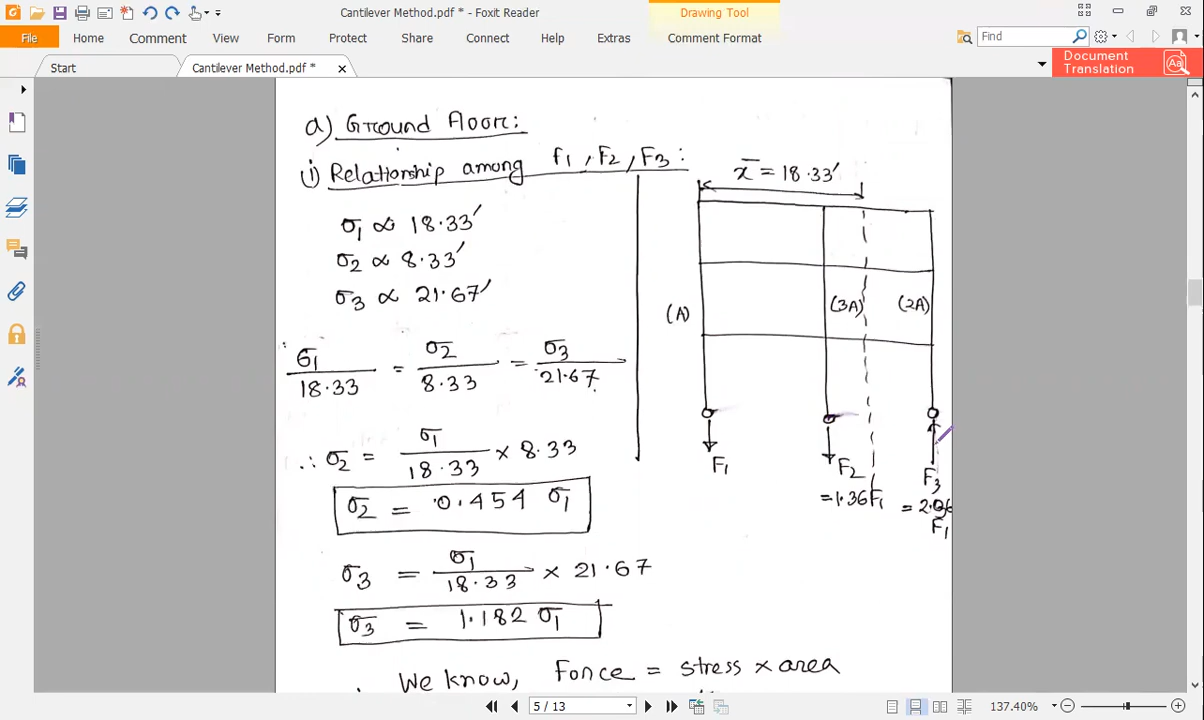 Cantilever Method.pdf * - Foxit Reader
Drawing Tool
File Home Comment View Form Protect Share Connect Help Extras Comment Format
Find
Start
Cantilever Method.pdf *
Document Translation
a) Ground floor:
i) Relationship among F1, F2, F3:
σ1 ∝ 18.33'
σ2 ∝ 8.33'
σ3 ∝ 21.67'
σ1/18.33 = σ2/8.33 = σ3/21.67
∴ σ2 = σ1/18.33 × 8.33
σ2 = 0.454 σ1
σ3 = σ1/18.33 × 21.67
σ3 = 1.182 σ1
We know, Force = stress × area
x̄ = 18.33'
(A)
(3A)
(2A)
F1
F2
= 1.36F1
F3
F1
5 / 13
137.40%